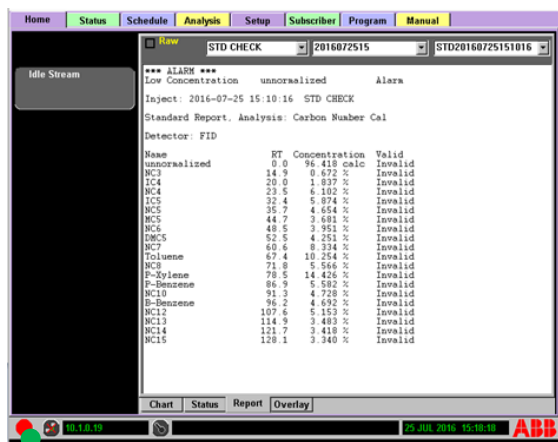 Home Status Schedule Analysis Setup Subscriber Program Manual
Raw STD CHECK 2016072515 STD20160725151016
Idle Stream
*** ALARM ***
Low Concentration unnormalized Alarm
Inject: 2016-07-25 15:10:16 STD CHECK
Standard Report, Analysis: Carbon Number Cal
Detector: FID
Name RT Concentration Valid
unnormalized 0.0 96.418 calc Invalid
NC3 14.9 0.672 % Invalid
IC4 20.0 1.837 % Invalid
NC4 23.5 6.102 % Invalid
IC5 32.4 5.874 % Invalid
NC5 35.7 4.654 % Invalid
MC5 44.7 3.681 % Invalid
NC6 48.5 3.951 % Invalid
DMC5 52.5 4.251 % Invalid
NC7 60.6 8.334 % Invalid
Toluene 67.4 10.254 % Invalid
NC8 71.8 5.566 % Invalid
P-Xylene 78.5 14.426 % Invalid
P-Benzene 86.9 5.582 % Invalid
NC10 91.3 4.728 % Invalid
B-Benzene 96.2 4.692 % Invalid
NC12 107.6 5.153 % Invalid
NC13 114.9 3.483 % Invalid
NC14 121.7 3.418 % Invalid
NC15 128.1 3.340 % Invalid
Chart Status Report Overlay
10.1.0.19 25 JUL 2016 15:18:18 ABB